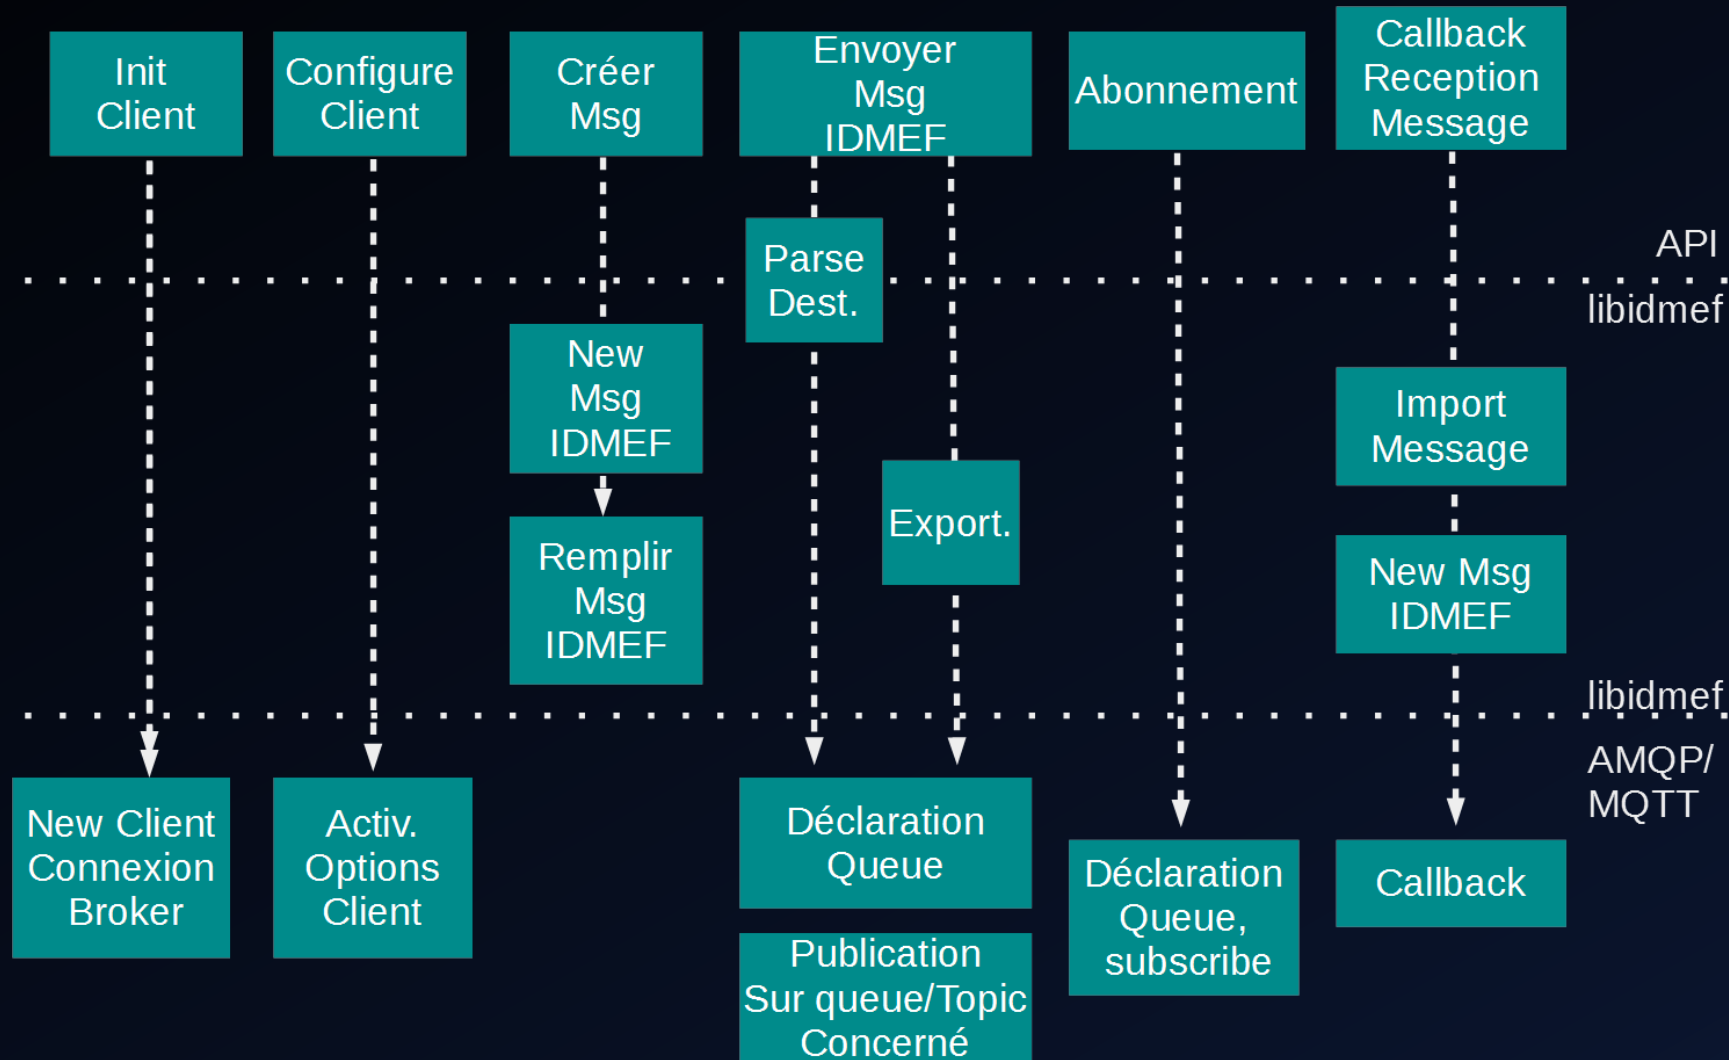 Init
Client
Configure
Client
Créer
Msg
Envoyer
Msg
IDMEF
Abonnement
Callback
Reception
Message
Parse
Dest.
API
libidmef
New
Msg
IDMEF
Import
Message
Export.
Remplir
Msg
IDMEF
New Msg
IDMEF
libidmef
AMQP/
MQTT
New Client
Connexion
Broker
Activ.
Options
Client
Déclaration
Queue
Publication
Sur queue/Topic
Concerné
Déclaration
Queue,
subscribe
Callback